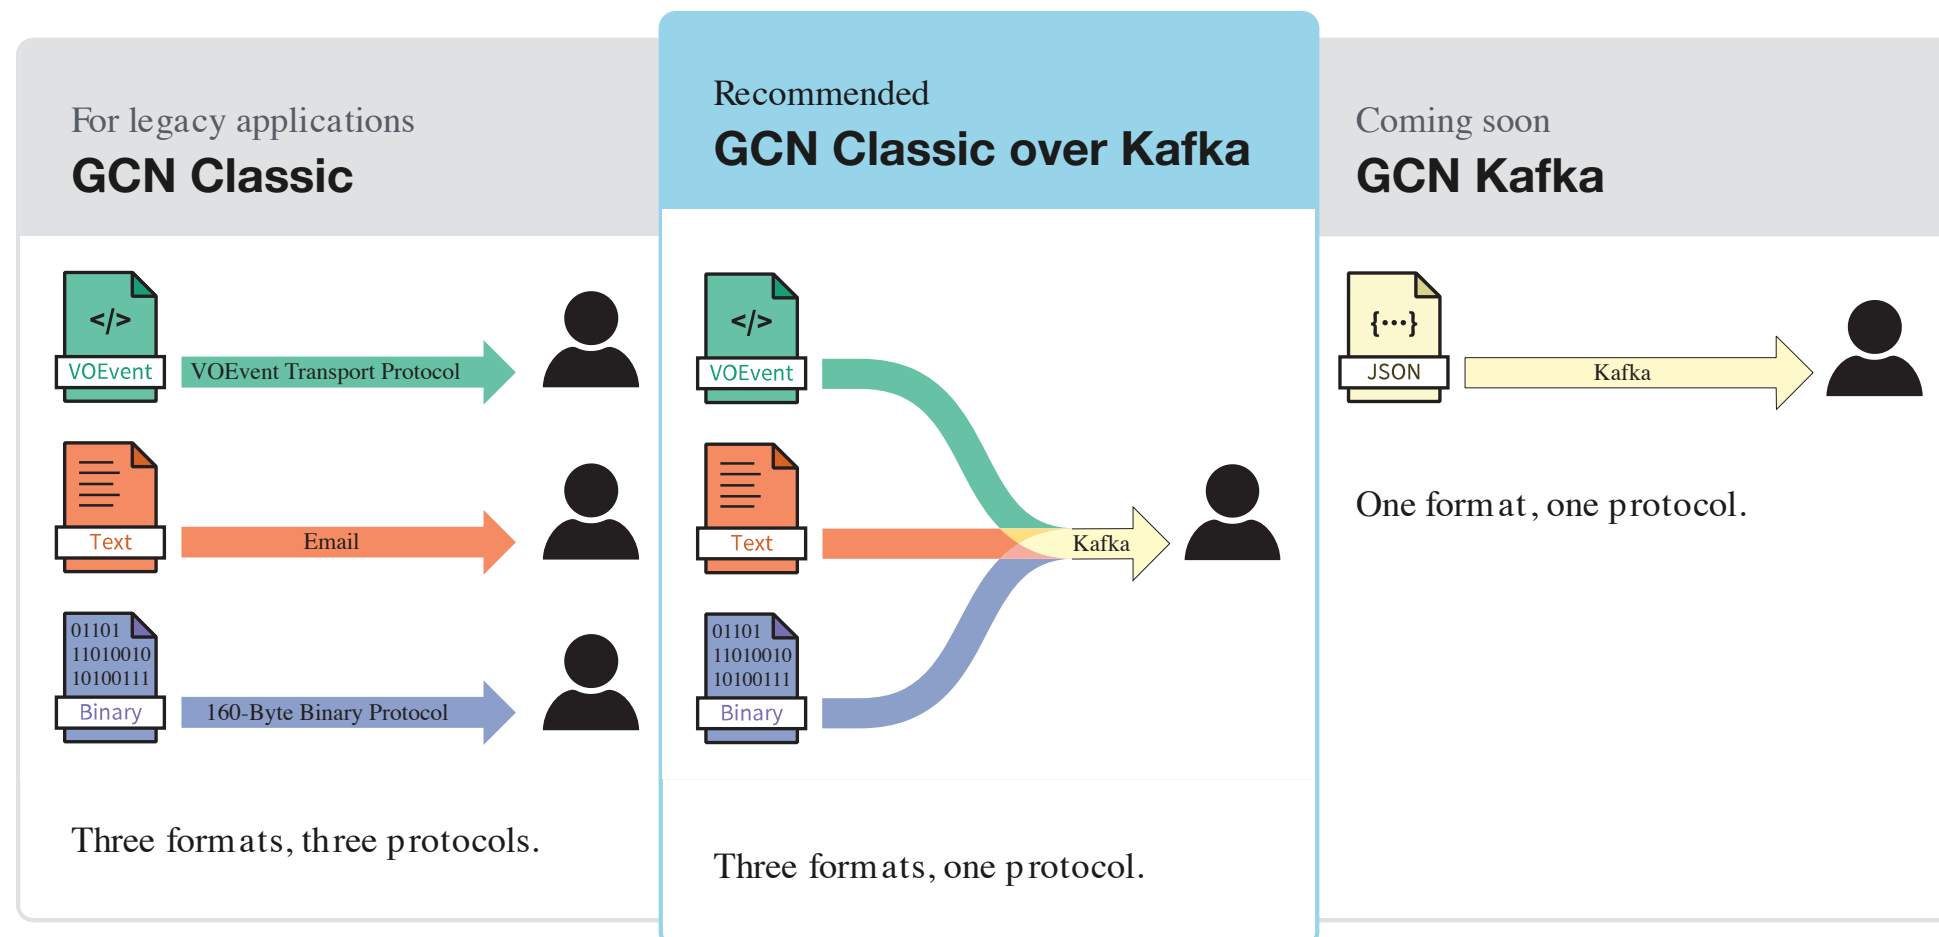 For legacy applications
GCN Classic
</>
VOEvent
VOEvent Transport Protocol
Text
Email
01101
11010010
10100111
Binary
160-Byte Binary Protocol
Three formats, three protocols.
Recommended
GCN Classic over Kafka
</>
VOEvent
Text
Kafka
01101
11010010
10100111
Binary
Three formats, one protocol.
Coming soon
GCN Kafka
{···}
JSON
Kafka
One format, one protocol.